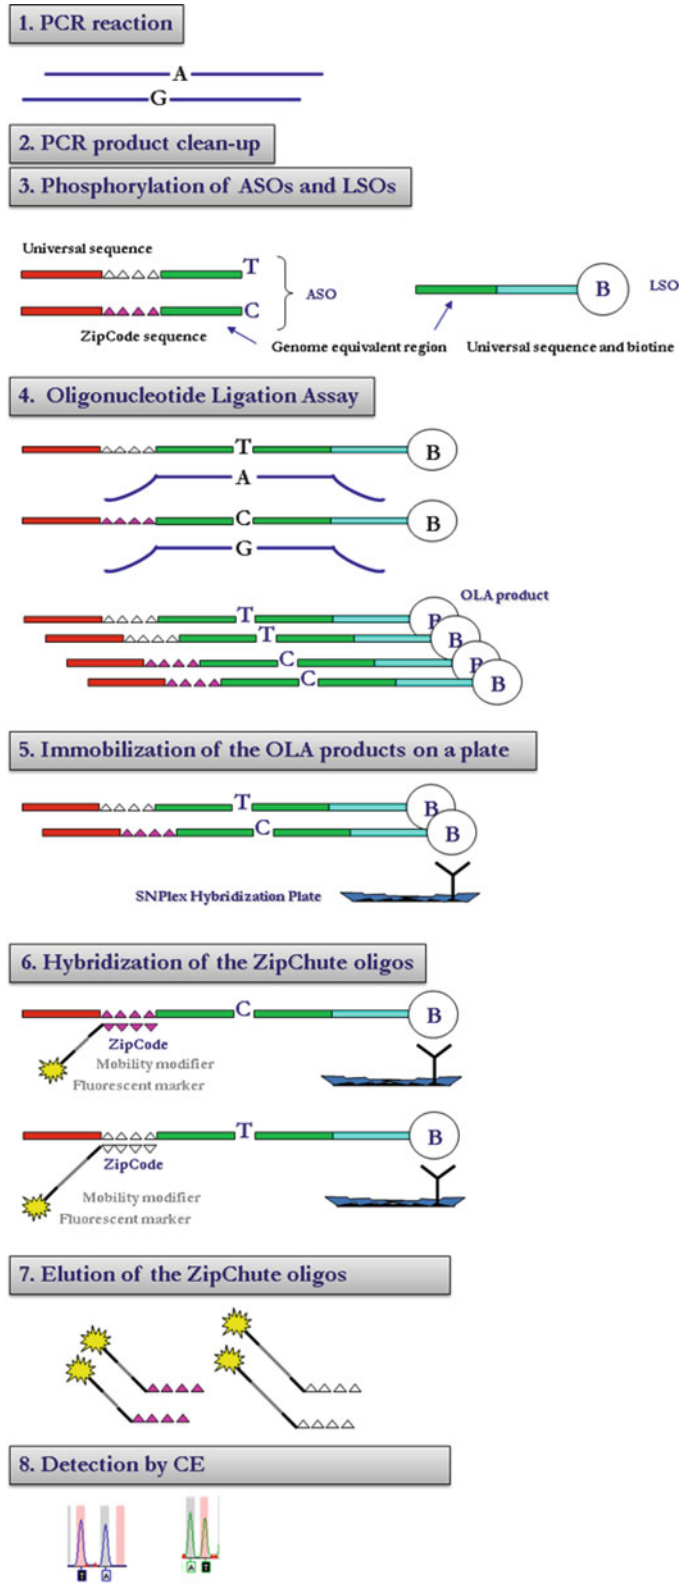 1. PCR reaction
A
G
2. PCR product clean-up
3. Phosphorylation of ASOs and LSOs
Universal sequence
T
ASO
B
LSO
C
ZipCode sequence
Genome equivalent region
Universal sequence and biotine
4. Oligonucleotide Ligation Assay
T
B
A
C
B
G
OLA product
T
B
T
B
C
B
C
B
5. Immobilization of the OLA products on a plate
T
B
C
B
SNPlex Hybridization Plate
6. Hybridization of the ZipChute oligos
C
B
ZipCode
Mobility modifier
Fluorescent marker
T
B
ZipCode
Mobility modifier
Fluorescent marker
7. Elution of the ZipChute oligos
8. Detection by CE
T A
A T